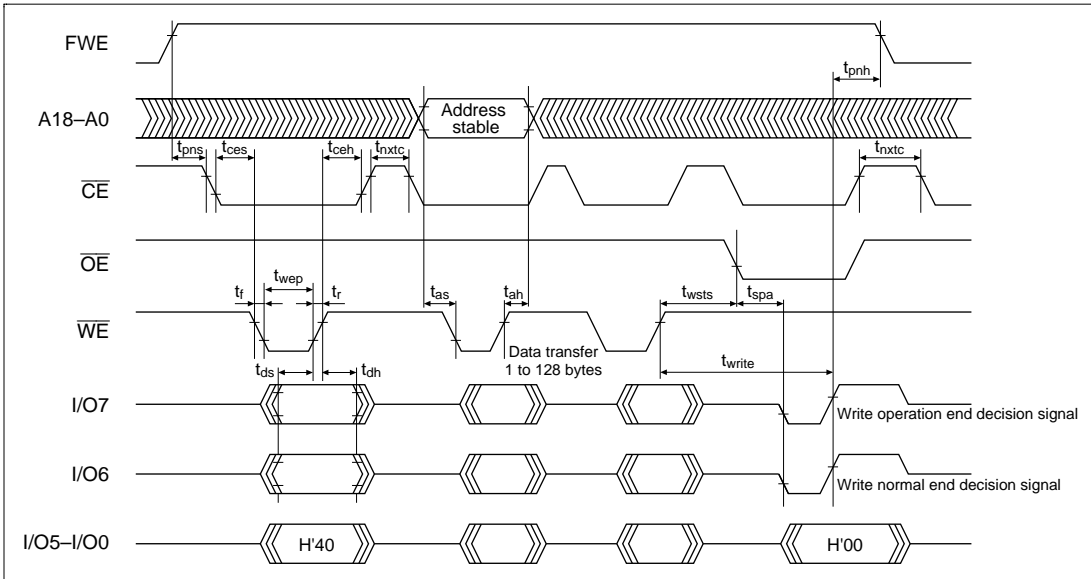 FWE
tpnh
A18–A0
Address
stable
tpns
tces
tceh
tnxtc
tnxtc
CE
OE
twep
tf
tr
tas
tah
twsts
tspa
WE
Data transfer
1 to 128 bytes
twrite
tds
tdh
I/O7
Write operation end decision signal
I/O6
Write normal end decision signal
I/O5–I/O0
H'40
H'00